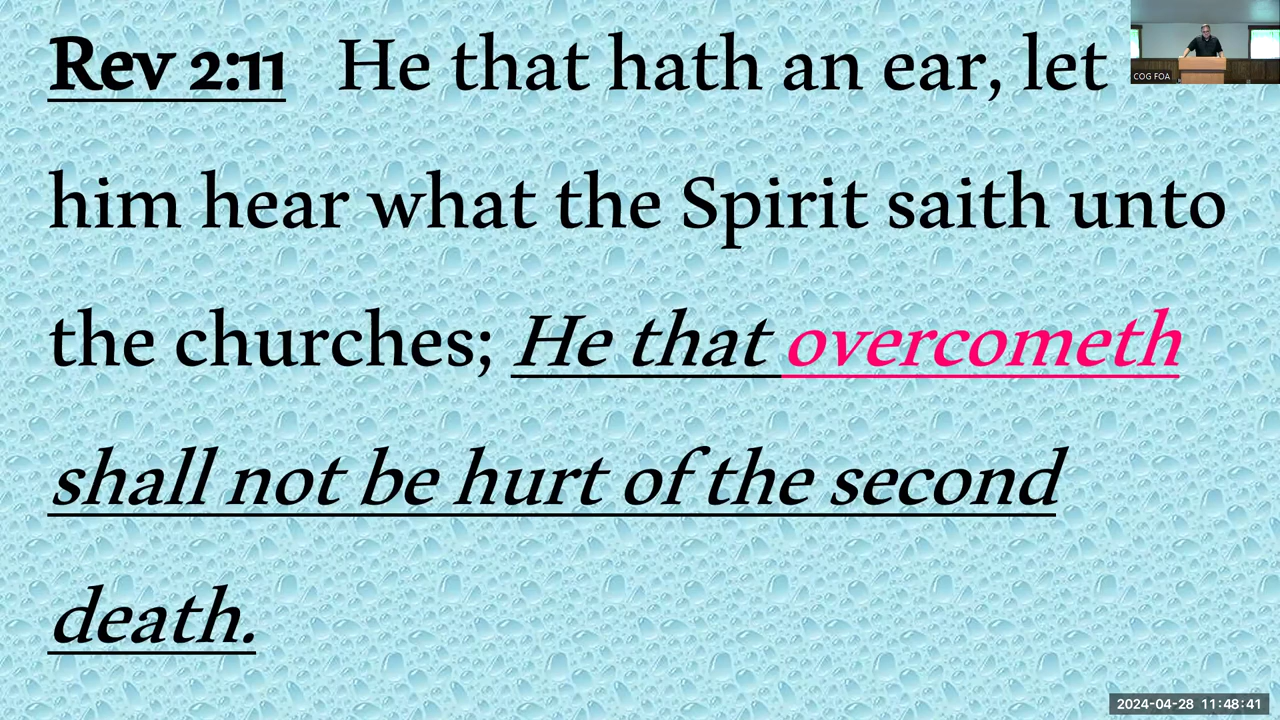 Rev 2:11 He that hath an ear, let
COG FOA
him hear what the Spirit saith unto
the churches; He that overcometh
shall not be hurt of the second
death.
2024-04-28 11:48:41